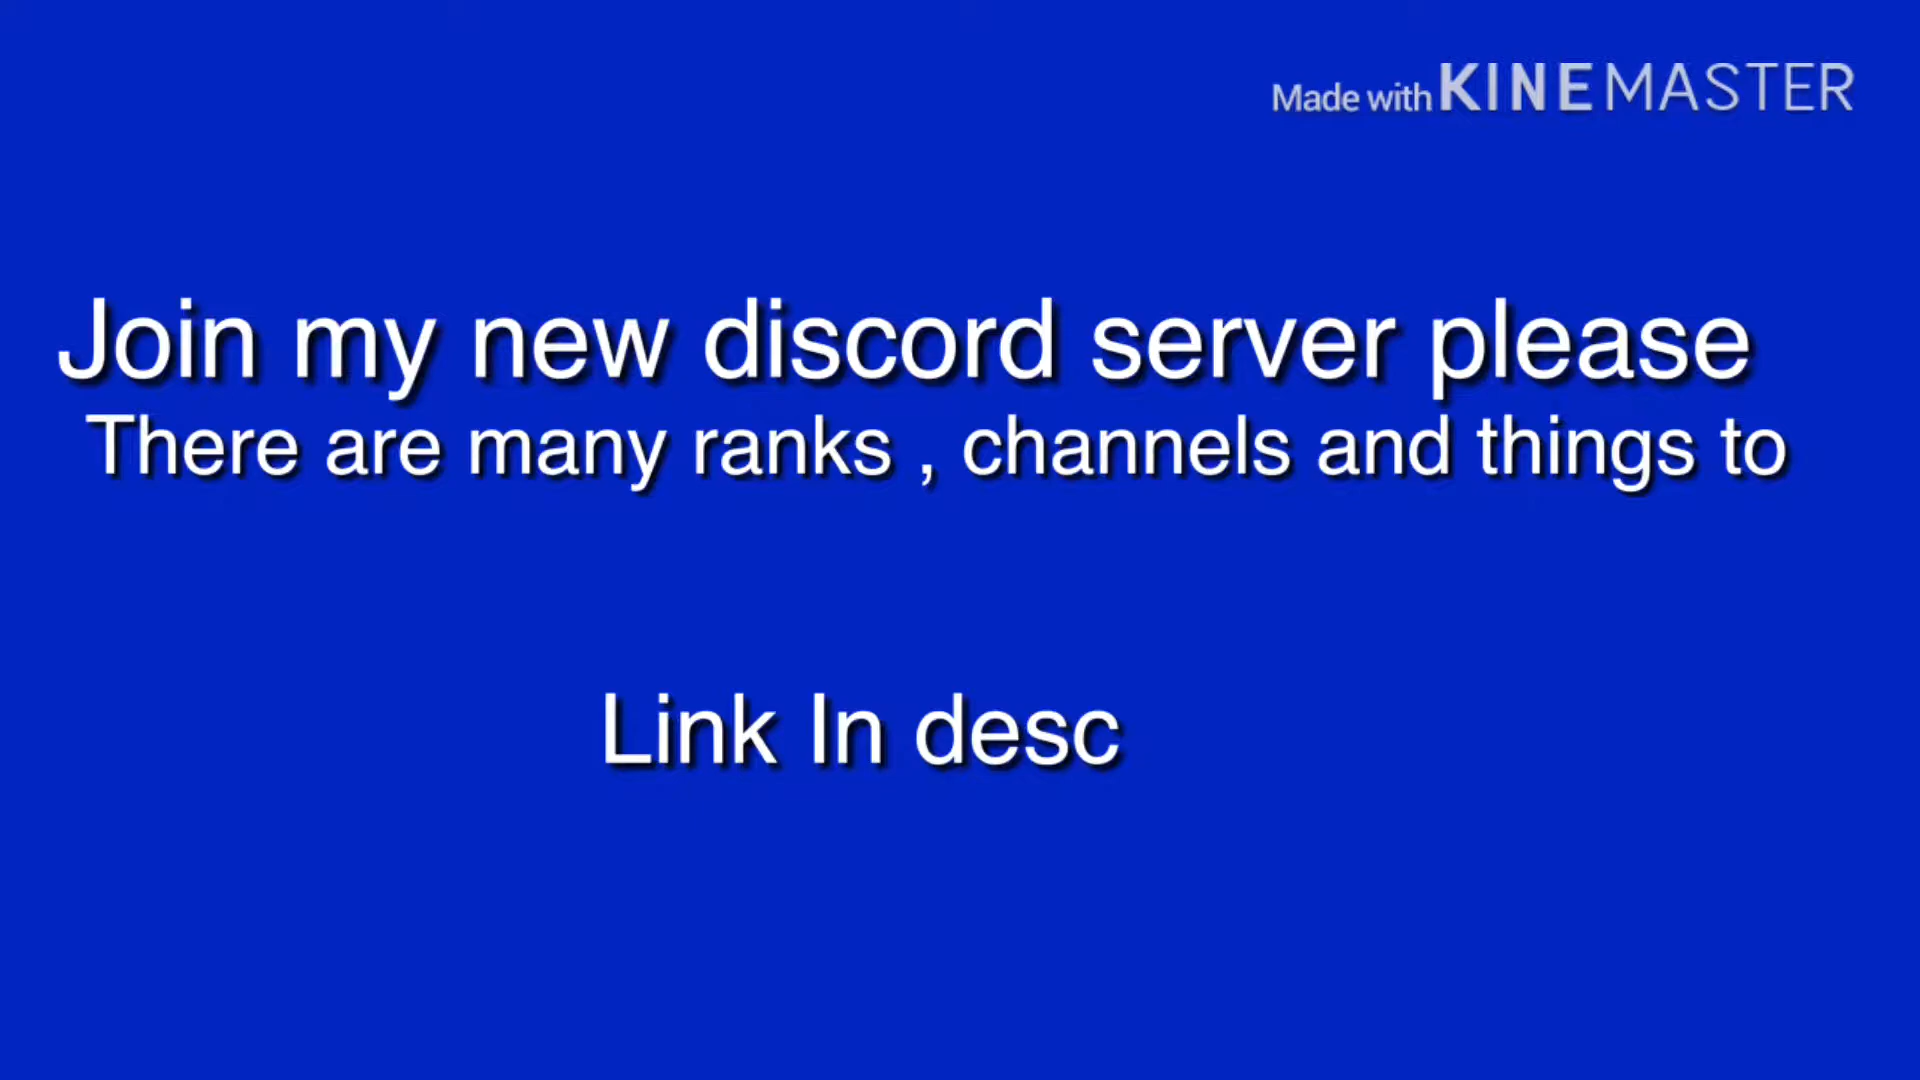 Made with KINEMASTER
Join my new discord server please
There are many ranks , channels and things to
Link In desc